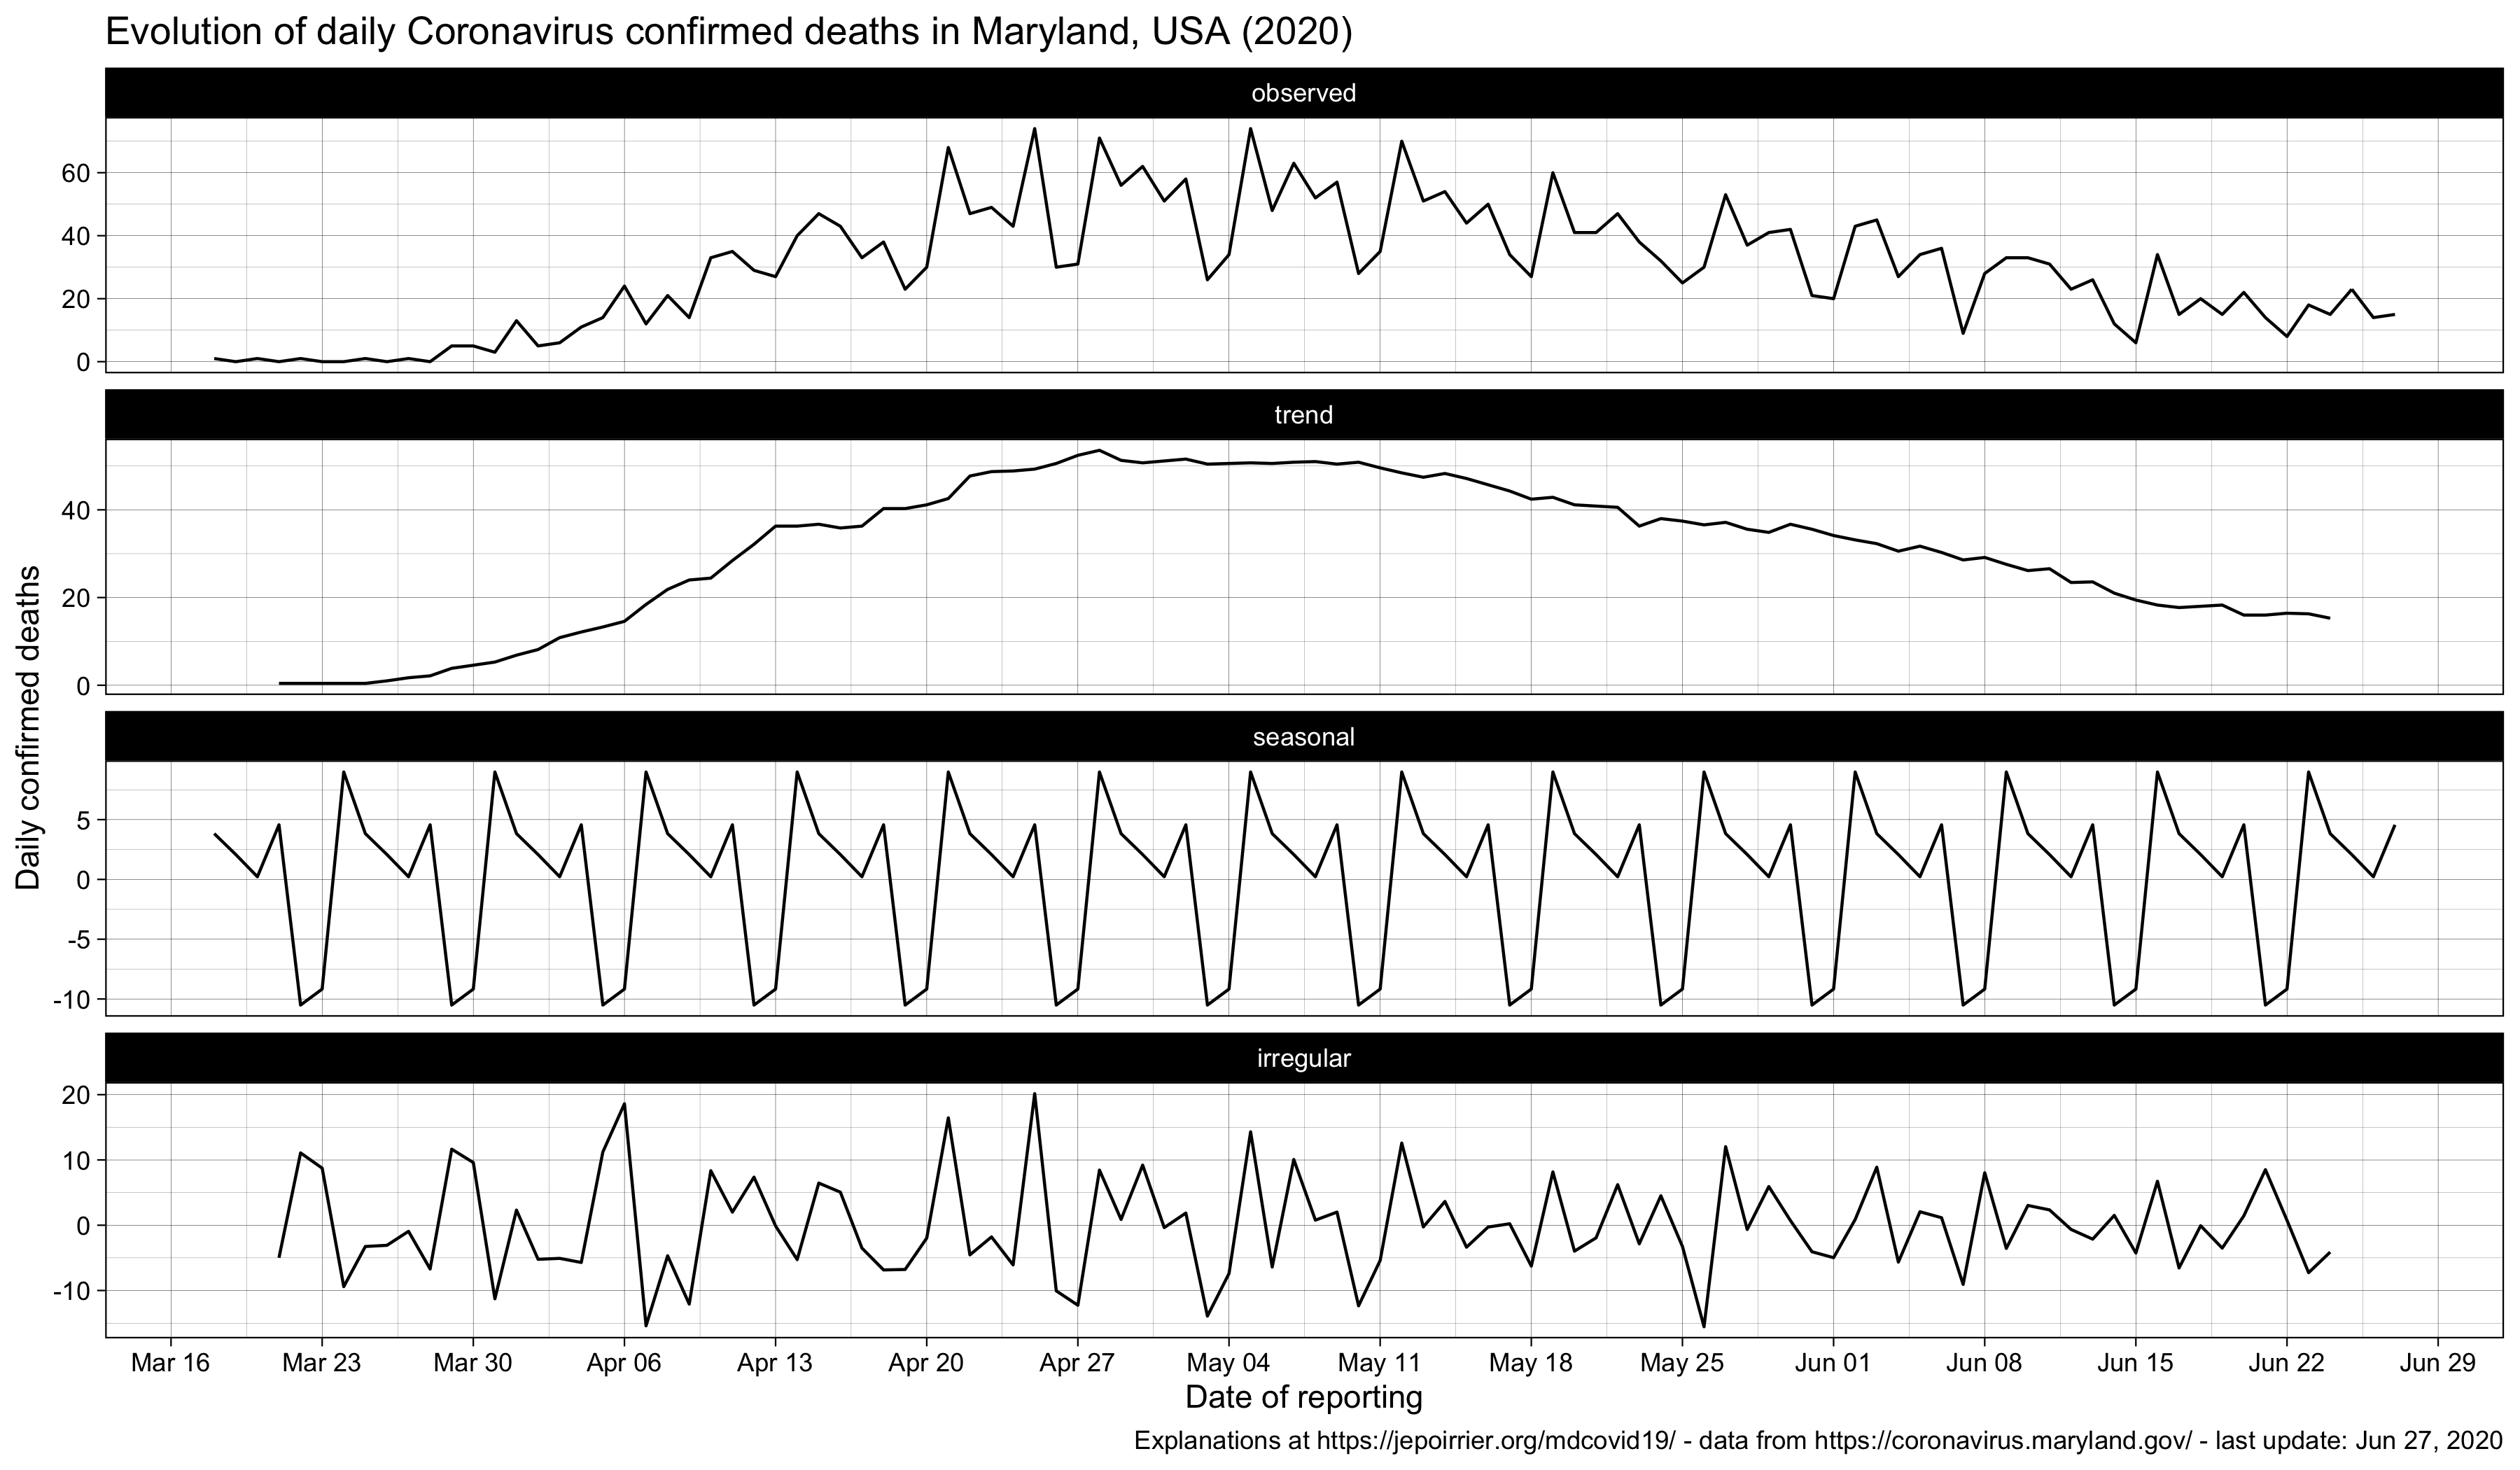 Evolution of daily Coronavirus confirmed deaths in Maryland, USA (2020)
observed
60
40
20
0
trend
40
20
0
seasonal
5
0
-5
-10
irregular
20
10
0
-10
Daily confirmed deaths
Mar 16 Mar 23 Mar 30 Apr 06 Apr 13 Apr 20 Apr 27 May 04 May 11 May 18 May 25 Jun 01 Jun 08 Jun 15 Jun 22 Jun 29
Date of reporting
Explanations at https://jepoirrier.org/mdcovid19/ - data from https://coronavirus.maryland.gov/ - last update: Jun 27, 2020